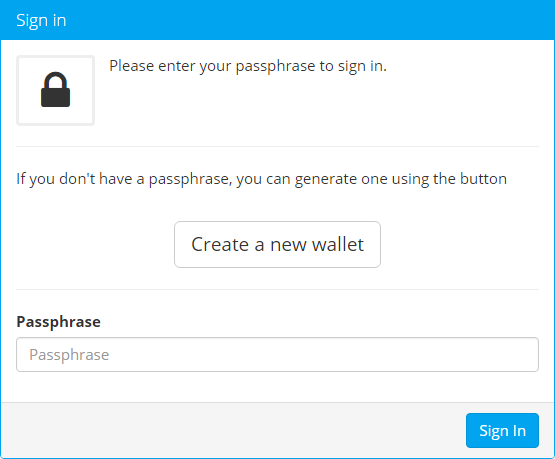 Sign in
Please enter your passphrase to sign in.
If you don't have a passphrase, you can generate one using the button
Create a new wallet
Passphrase
Passphrase
Sign In